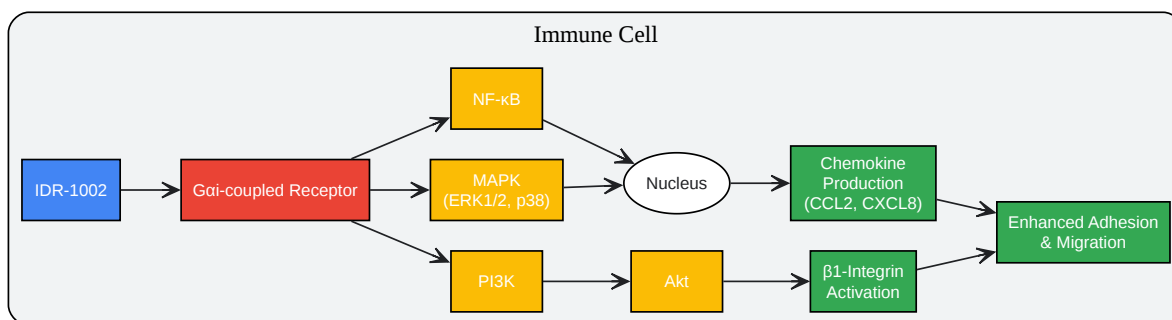 Immune Cell
IDR-1002
Gαi-coupled Receptor
NF-κB
MAPK
(ERK1/2, p38)
PI3K
Akt
Nucleus
Chemokine
Production
(CCL2, CXCL8)
β1-Integrin
Activation
Enhanced Adhesion
& Migration